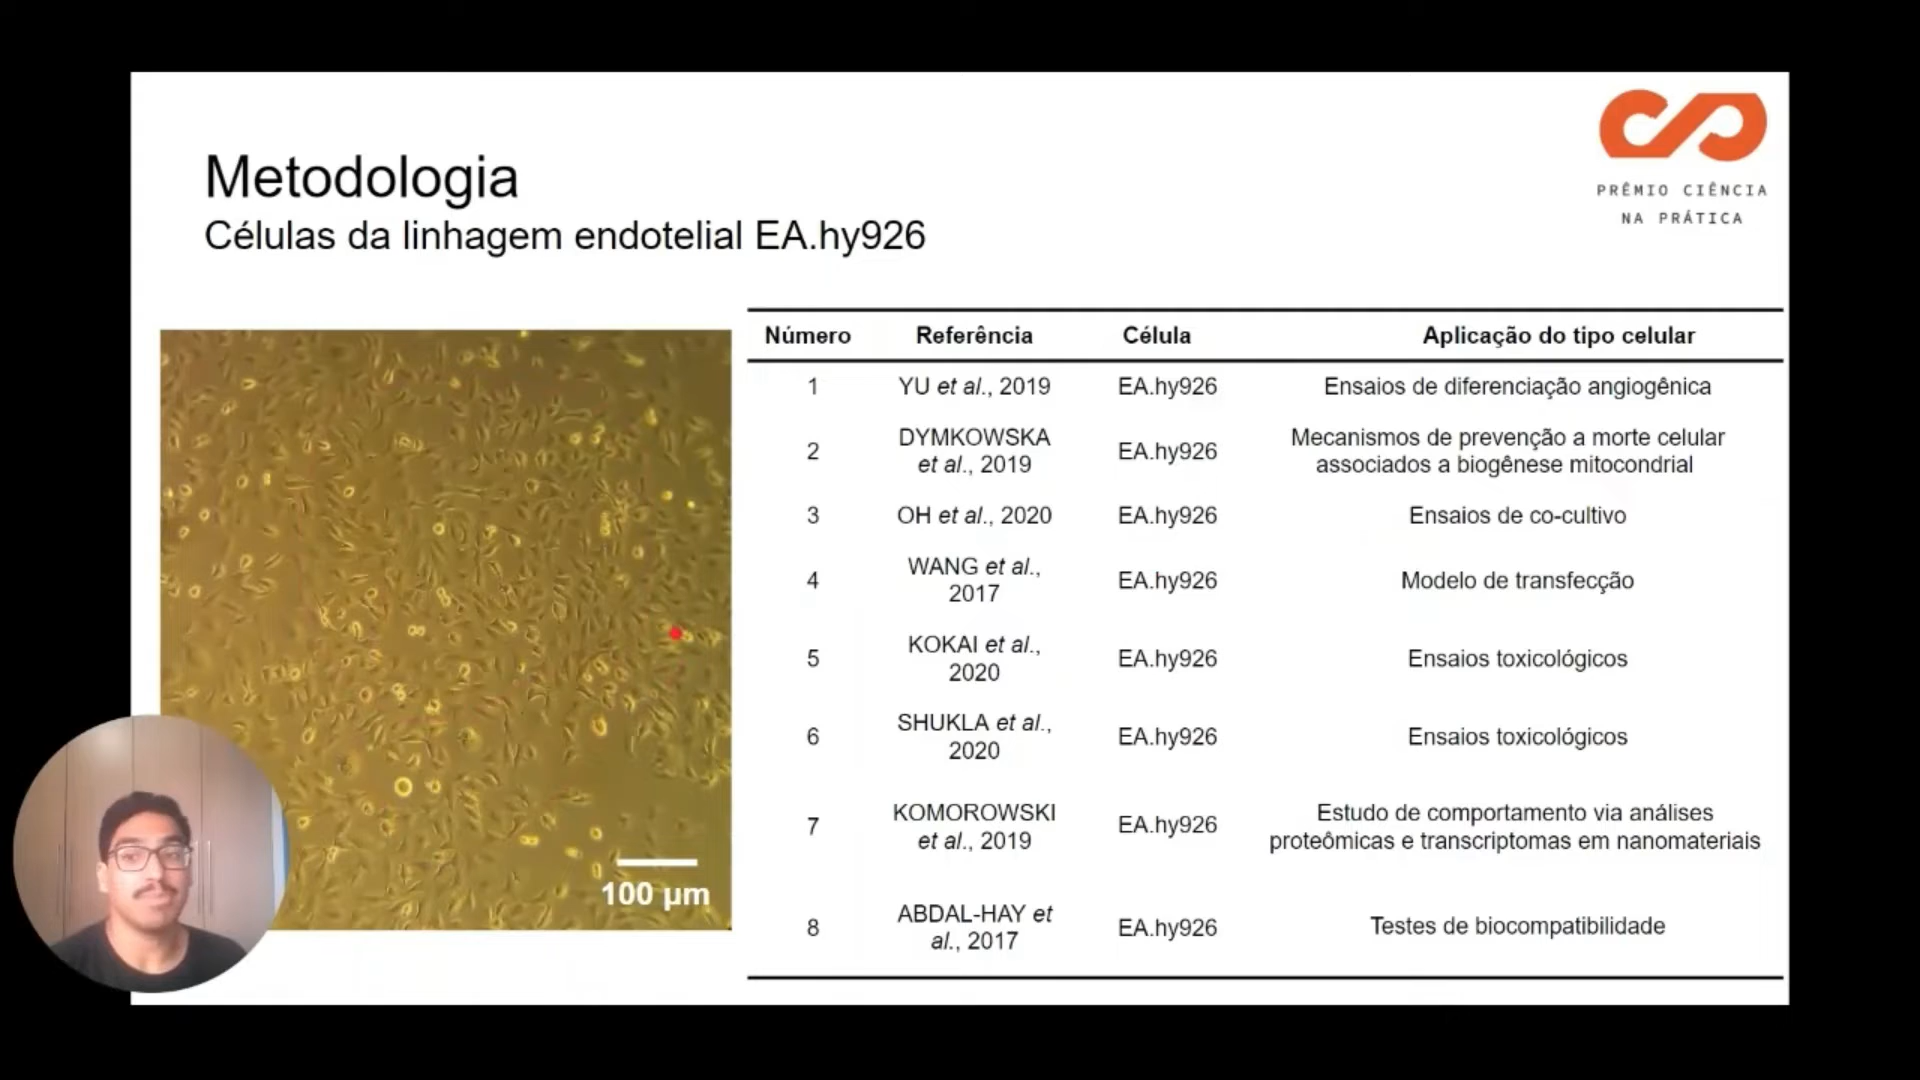 Metodologia
Células da linhagem endotelial EA.hy926
PRÊMIO CIÊNCIA
NA PRÁTICA
Número Referência Célula Aplicação do tipo celular
1 YU et al., 2019 EA.hy926 Ensaios de diferenciação angiogênica
2 DYMKOWSKA et al., 2019 EA.hy926 Mecanismos de prevenção a morte celular associados a biogênese mitocondrial
3 OH et al., 2020 EA.hy926 Ensaios de co-cultivo
4 WANG et al., 2017 EA.hy926 Modelo de transfecção
5 KOKAI et al., 2020 EA.hy926 Ensaios toxicológicos
6 SHUKLA et al., 2020 EA.hy926 Ensaios toxicológicos
7 KOMOROWSKI et al., 2019 EA.hy926 Estudo de comportamento via análises proteômicas e transcriptomas em nanomateriais
8 ABDAL-HAY et al., 2017 EA.hy926 Testes de biocompatibilidade
100 µm